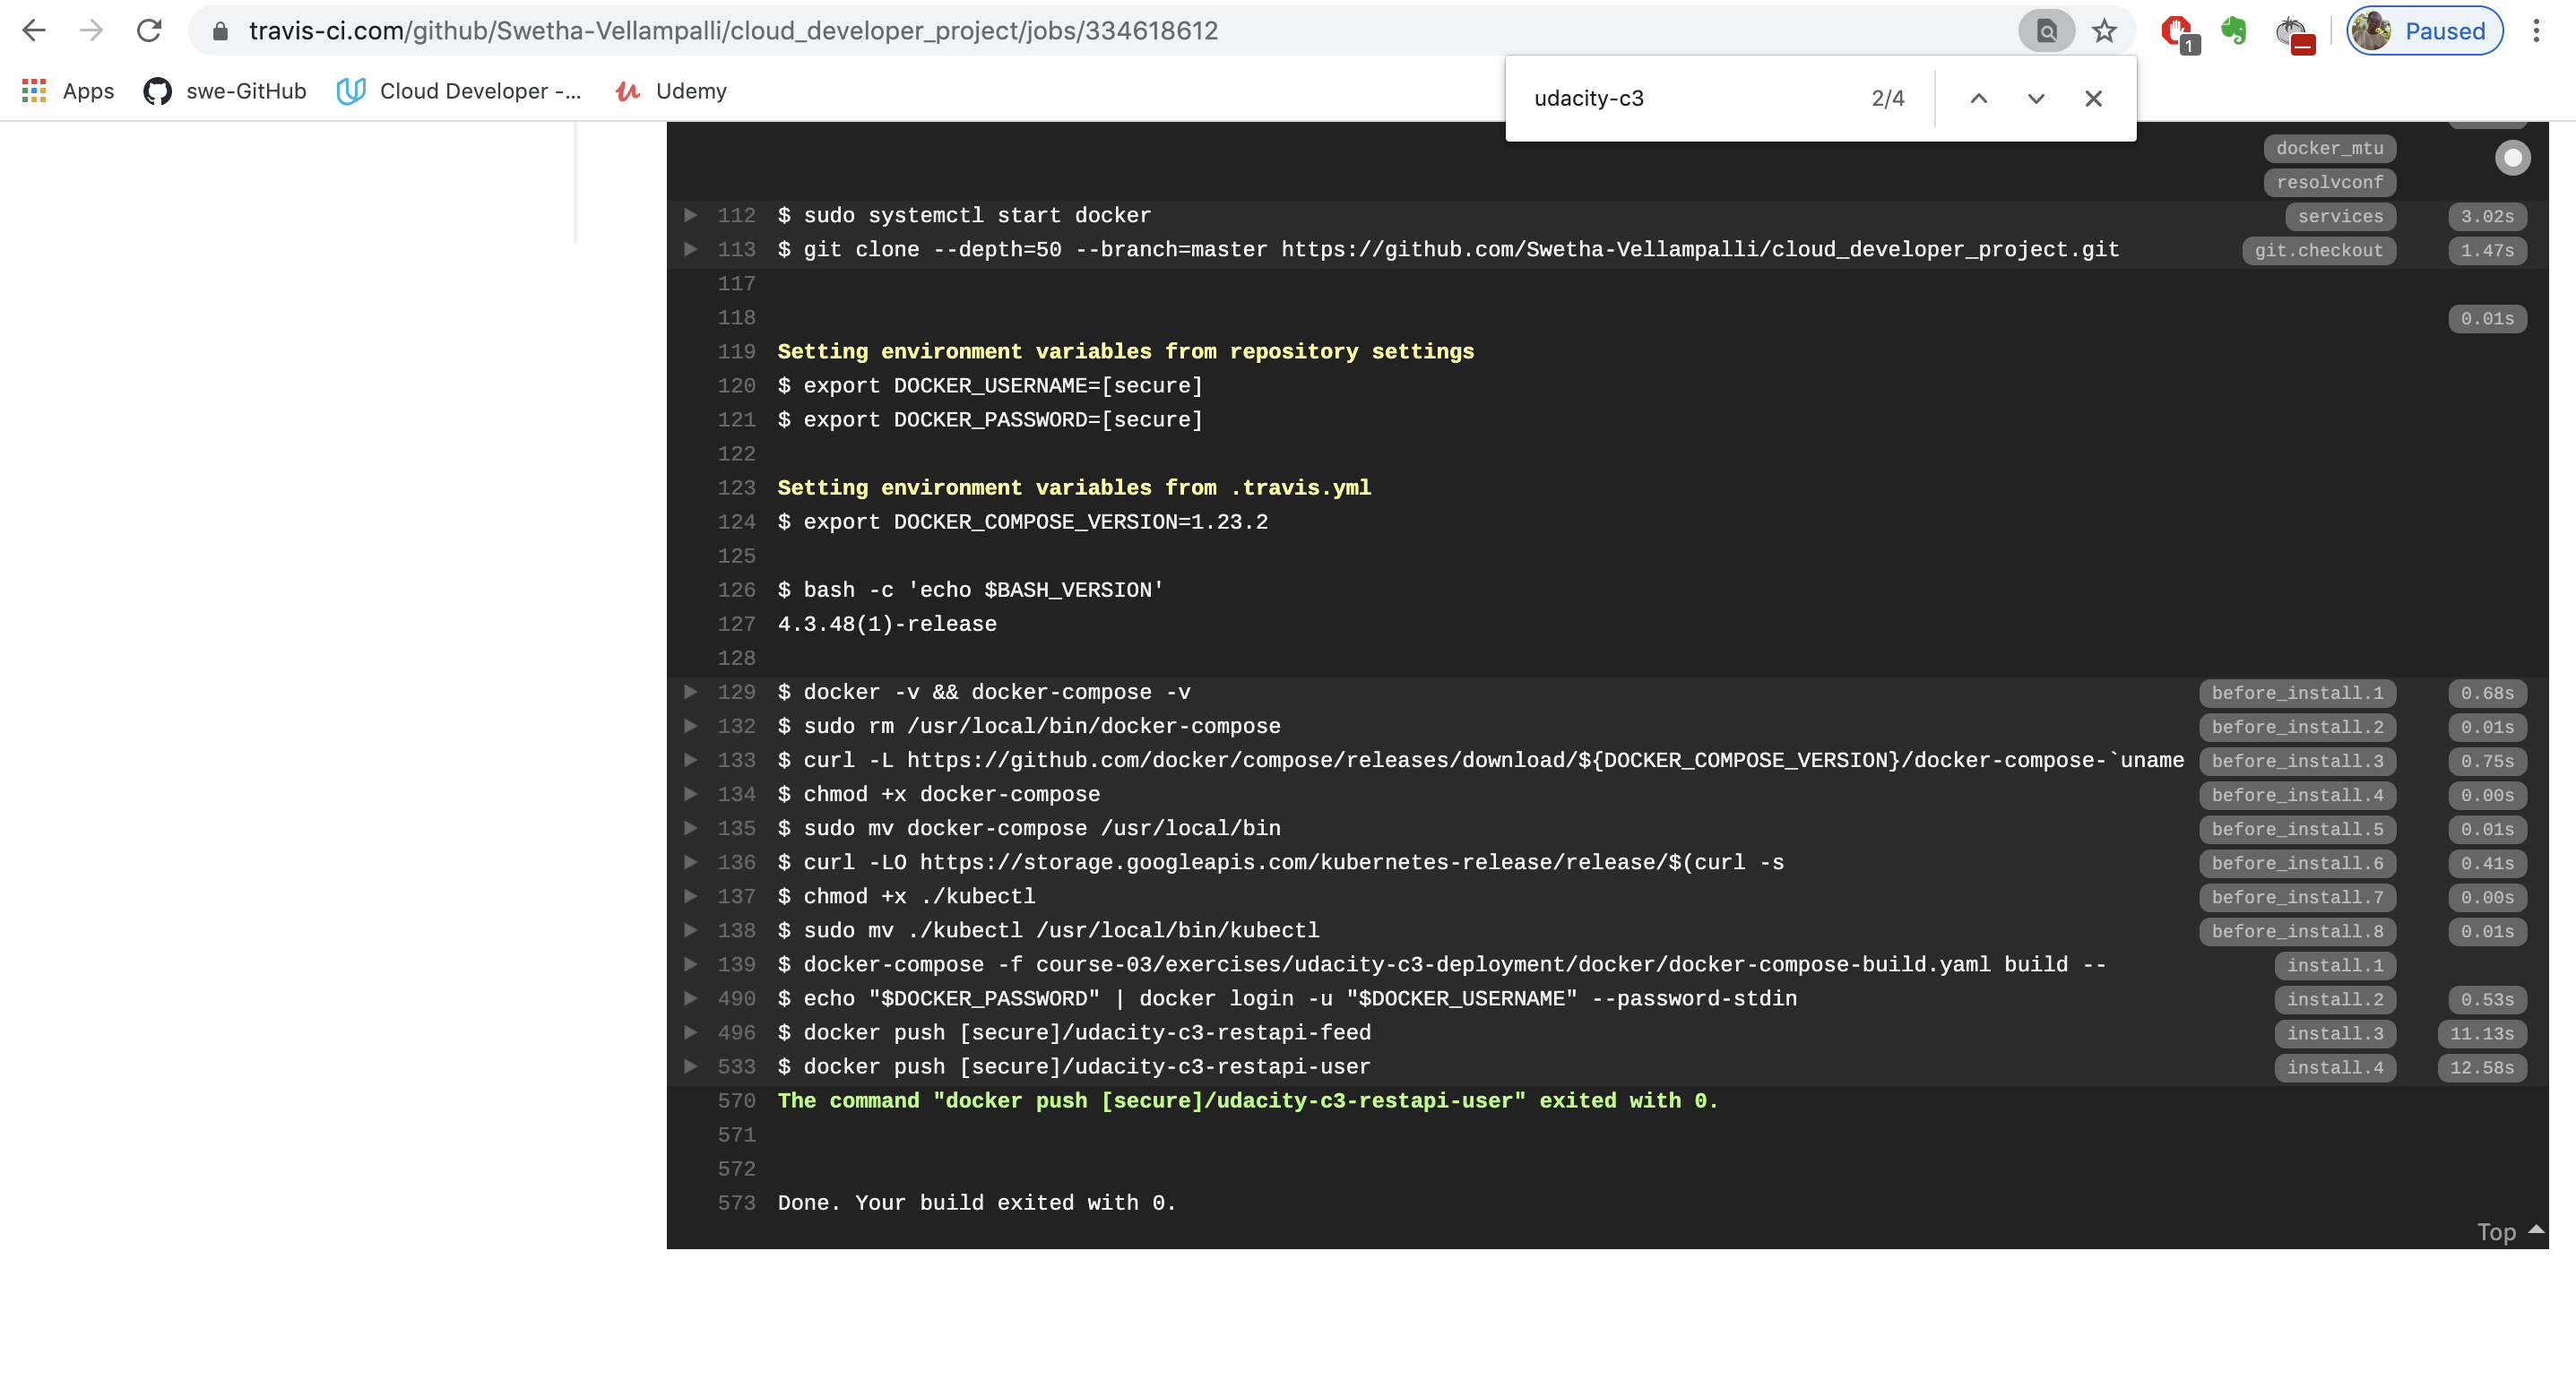 travis-ci.com/github/Swetha-Vellampalli/cloud_developer_project/jobs/334618612
1
Paused
Apps
swe-GitHub
Cloud Developer -...
Udemy
udacity-c3
2/4
docker_mtu
resolvconf
112 $ sudo systemctl start docker services 3.02s
113 $ git clone --depth=50 --branch=master https://github.com/Swetha-Vellampalli/cloud_developer_project.git git.checkout 1.47s
117
118 0.01s
119 Setting environment variables from repository settings
120 $ export DOCKER_USERNAME=[secure]
121 $ export DOCKER_PASSWORD=[secure]
122
123 Setting environment variables from .travis.yml
124 $ export DOCKER_COMPOSE_VERSION=1.23.2
125
126 $ bash -c 'echo $BASH_VERSION'
127 4.3.48(1)-release
128
129 $ docker -v && docker-compose -v before_install.1 0.68s
132 $ sudo rm /usr/local/bin/docker-compose before_install.2 0.01s
133 $ curl -L https://github.com/docker/compose/releases/download/${DOCKER_COMPOSE_VERSION}/docker-compose-`uname before_install.3 0.75s
134 $ chmod +x docker-compose before_install.4 0.00s
135 $ sudo mv docker-compose /usr/local/bin before_install.5 0.01s
136 $ curl -LO https://storage.googleapis.com/kubernetes-release/release/$(curl -s before_install.6 0.41s
137 $ chmod +x ./kubectl before_install.7 0.00s
138 $ sudo mv ./kubectl /usr/local/bin/kubectl before_install.8 0.01s
139 $ docker-compose -f course-03/exercises/udacity-c3-deployment/docker/docker-compose-build.yaml build -- install.1
490 $ echo "$DOCKER_PASSWORD" | docker login -u "$DOCKER_USERNAME" --password-stdin install.2 0.53s
496 $ docker push [secure]/udacity-c3-restapi-feed install.3 11.13s
533 $ docker push [secure]/udacity-c3-restapi-user install.4 12.58s
570 The command "docker push [secure]/udacity-c3-restapi-user" exited with 0.
571
572
573 Done. Your build exited with 0.
Top